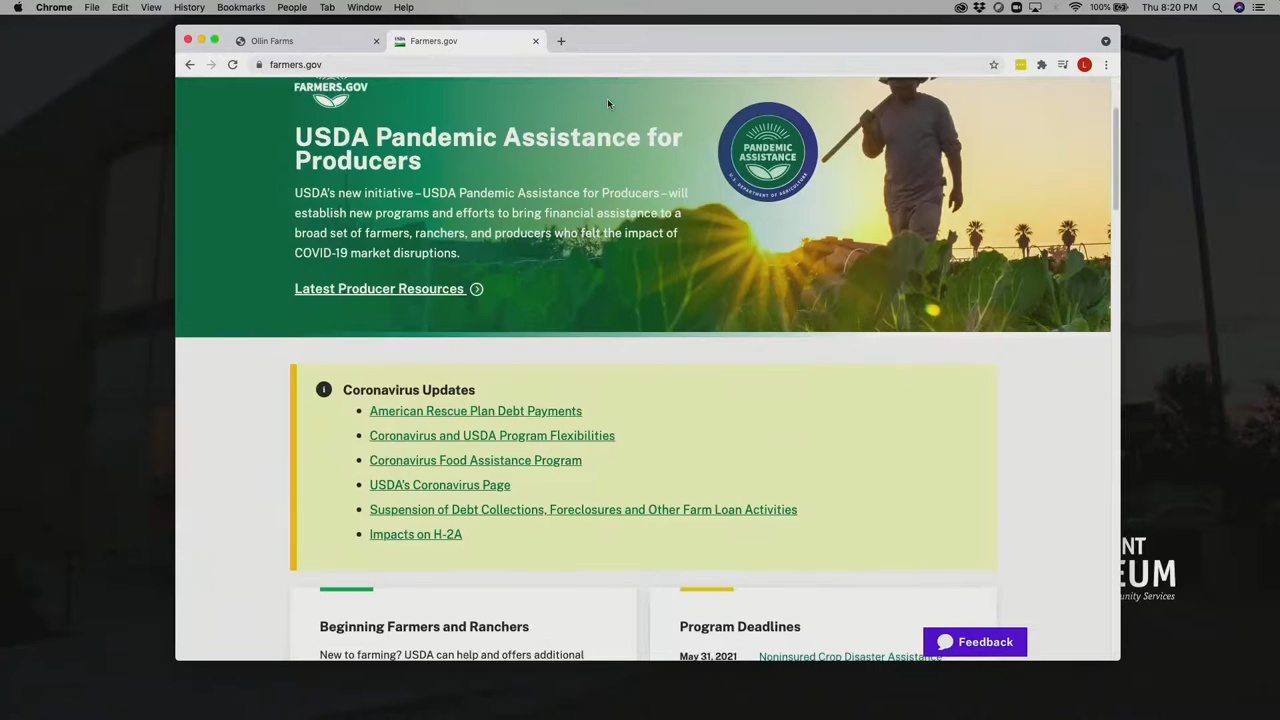 Chrome File Edit View History Bookmarks People Tab Window Help 100% Thu 8:20 PM
Ollin Farms Farmers.gov
farmers.gov L
FARMERS.GOV
USDA Pandemic Assistance for
Producers
PANDEMIC
ASSISTANCE
U.S. DEPARTMENT OF AGRICULTURE
USDA's new initiative – USDA Pandemic Assistance for Producers – will
establish new programs and efforts to bring financial assistance to a
broad set of farmers, ranchers, and producers who felt the impact of
COVID-19 market disruptions.
Latest Producer Resources
Coronavirus Updates
American Rescue Plan Debt Payments
Coronavirus and USDA Program Flexibilities
Coronavirus Food Assistance Program
USDA's Coronavirus Page
Suspension of Debt Collections, Foreclosures and Other Farm Loan Activities
Impacts on H-2A
NT
EUM
unity Services
Beginning Farmers and Ranchers
New to farming? USDA can help and offers additional
Program Deadlines
May 31, 2021 Noninsured Crop Disaster Assistance
Feedback